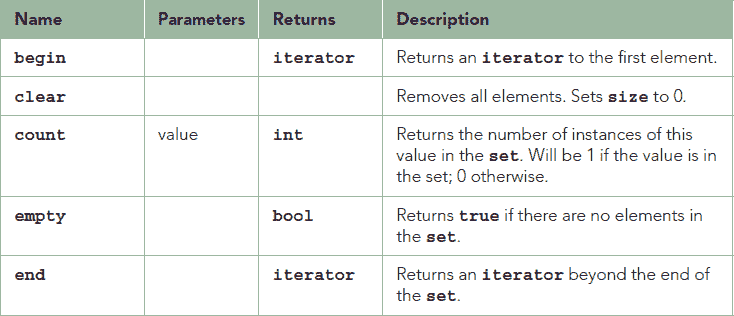 Name Parameters Returns Description
begin iterator Returns an iterator to the first element.
clear Removes all elements. Sets size to 0.
count value int Returns the number of instances of this
value in the set. Will be 1 if the value is in
the set; 0 otherwise.
empty bool Returns true if there are no elements in
the set.
end iterator Returns an iterator beyond the end of
the set.